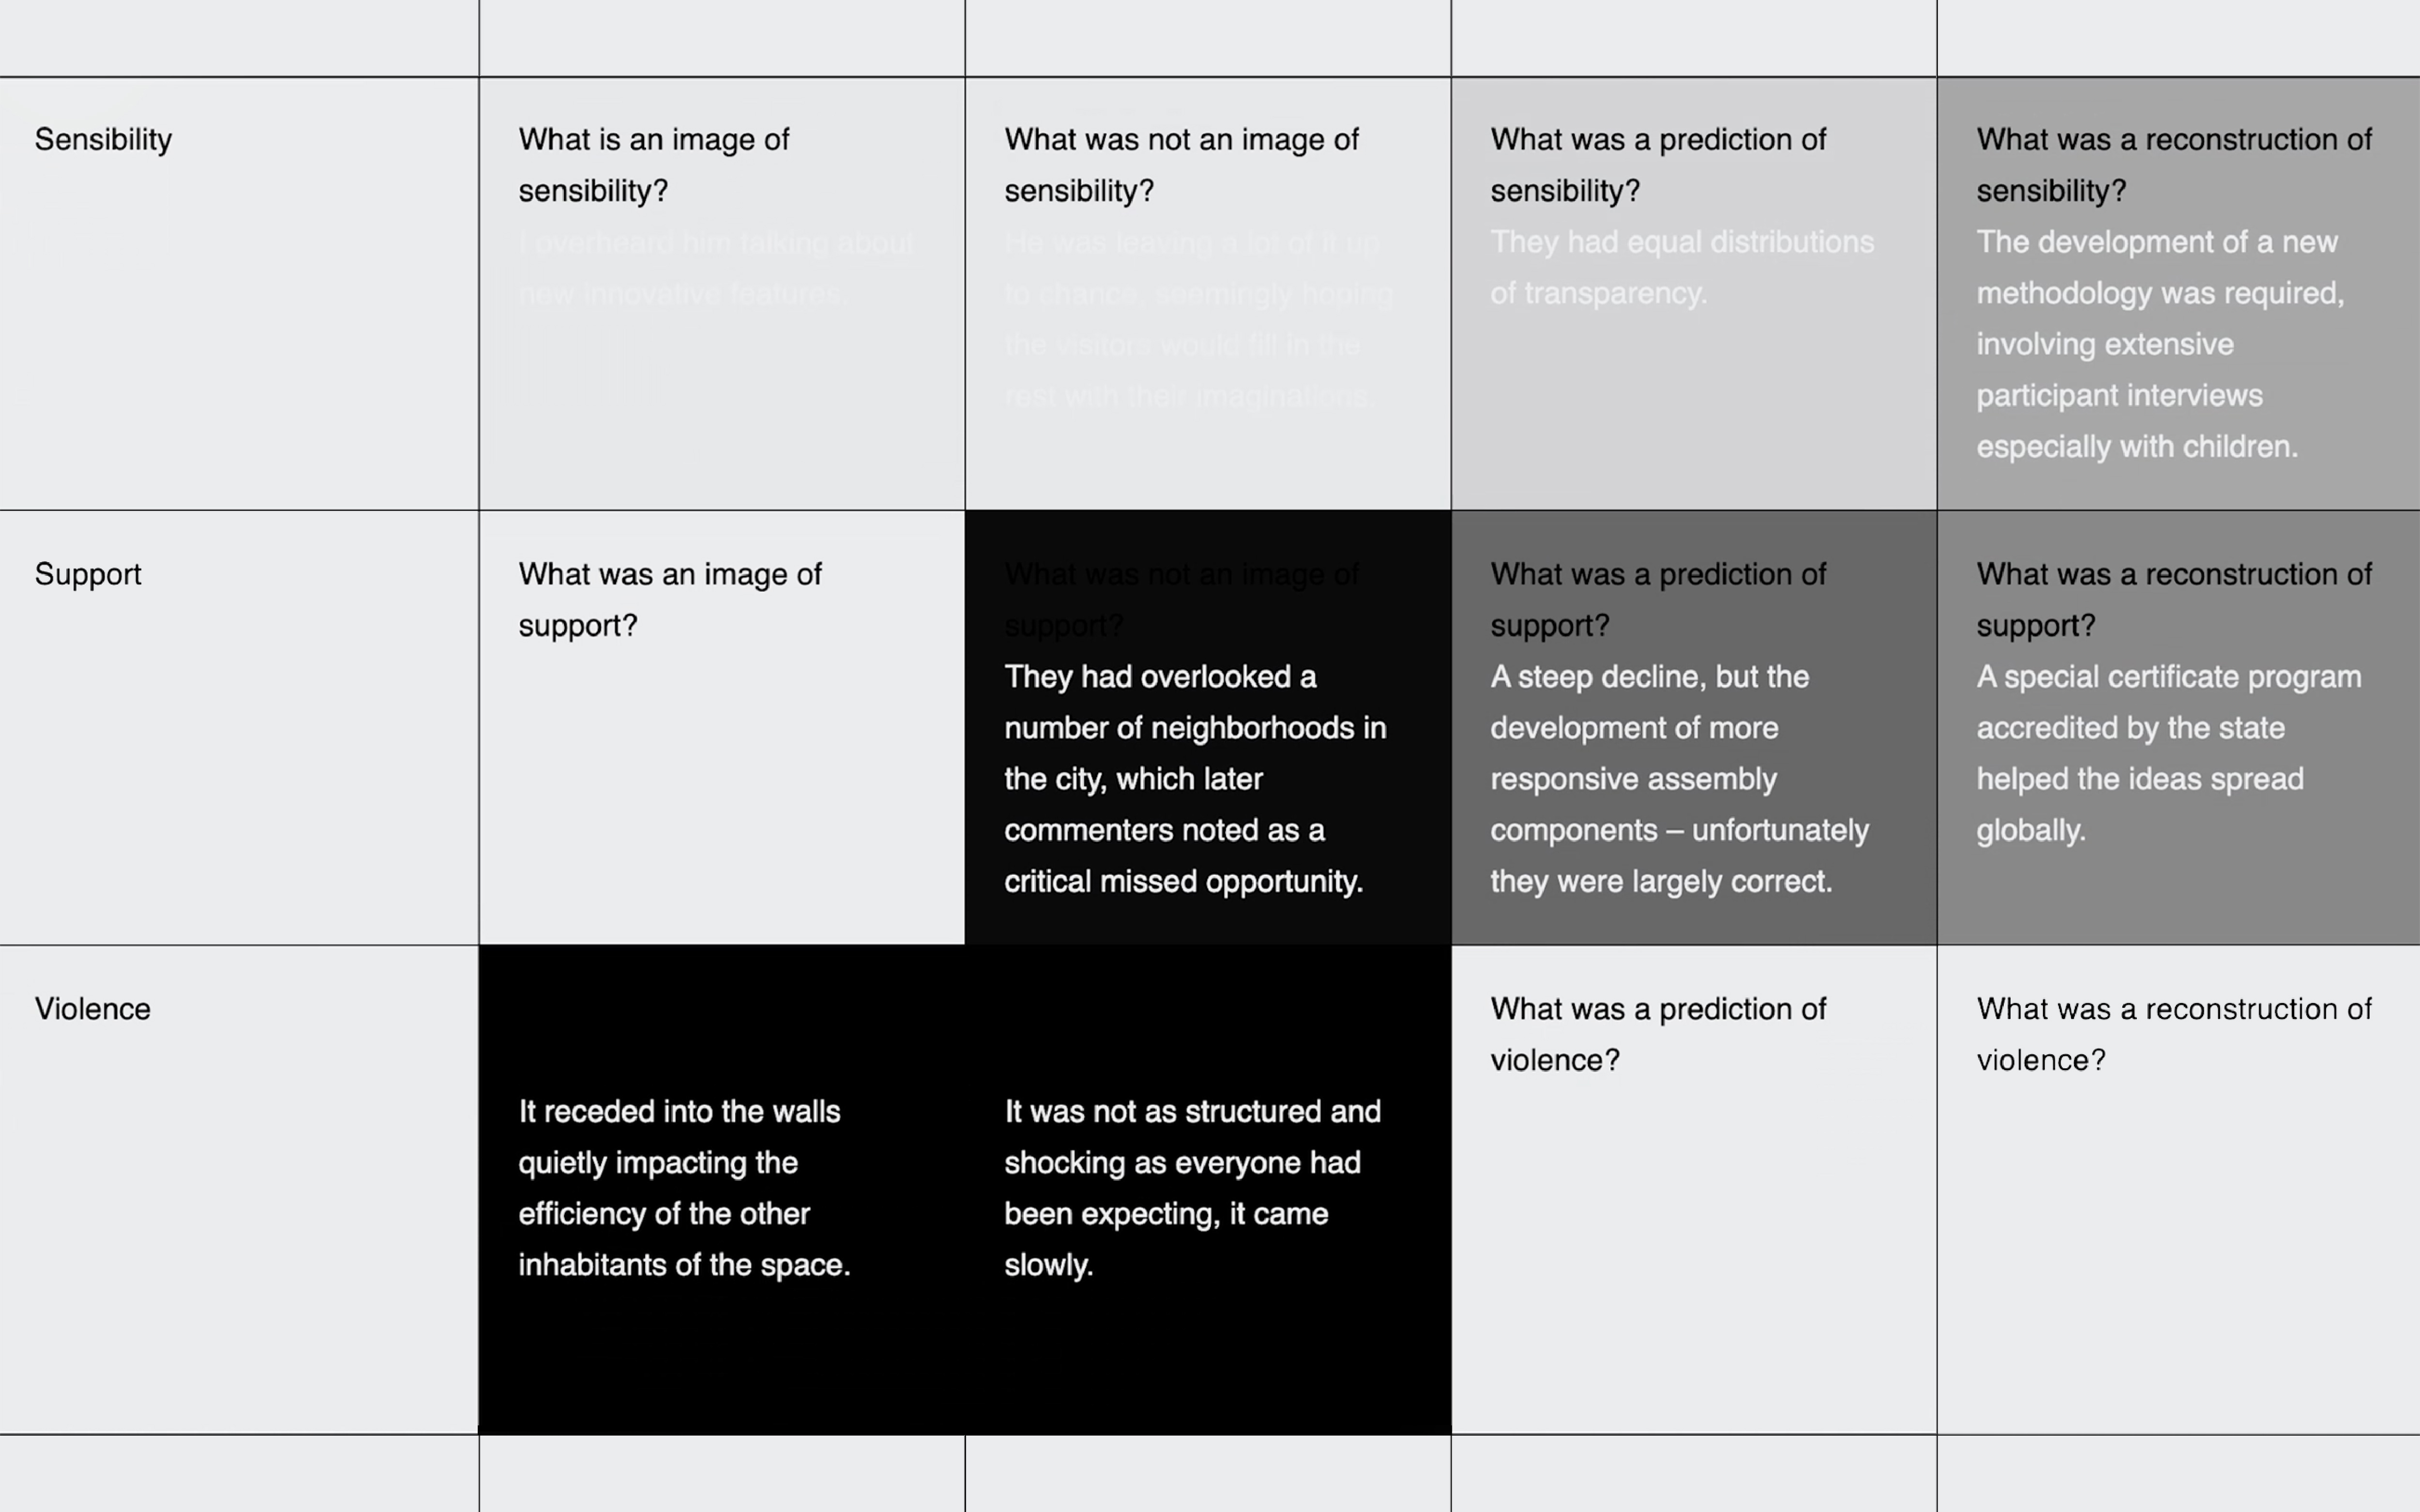 Sensibility
What is an image of
sensibility?
I overheard him talking about
new innovative features.
What was not an image of
sensibility?
He was leaving a lot of it up
to chance, seemingly hoping
the visitors would fill in the
rest with their imaginations.
What was a prediction of
sensibility?
They had equal distributions
of transparency.
What was a reconstruction of
sensibility?
The development of a new
methodology was required,
involving extensive
participant interviews
especially with children.
Support
What was an image of
support?
What was not an image of
support?
They had overlooked a
number of neighborhoods in
the city, which later
commenters noted as a
critical missed opportunity.
What was a prediction of
support?
A steep decline, but the
development of more
responsive assembly
components – unfortunately
they were largely correct.
What was a reconstruction of
support?
A special certificate program
accredited by the state
helped the ideas spread
globally.
Violence
It receded into the walls
quietly impacting the
efficiency of the other
inhabitants of the space.
It was not as structured and
shocking as everyone had
been expecting, it came
slowly.
What was a prediction of
violence?
What was a reconstruction of
violence?